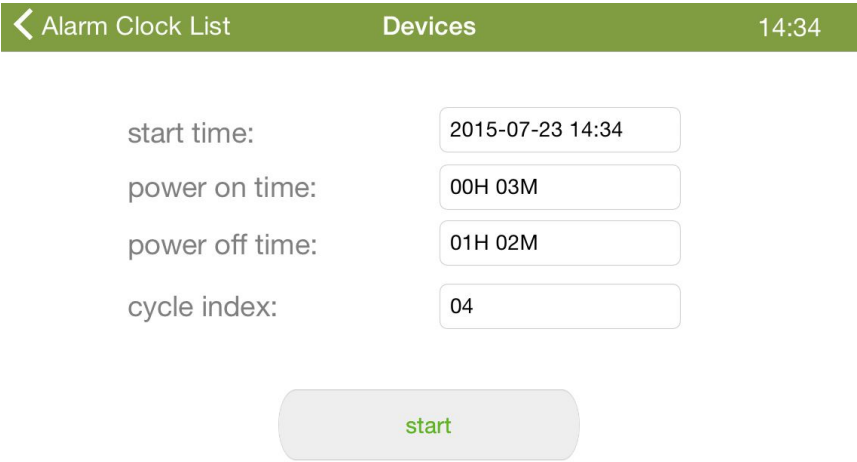 Alarm Clock List Devices 14:34
start time: 2015-07-23 14:34
power on time: 00H 03M
power off time: 01H 02M
cycle index: 04
start